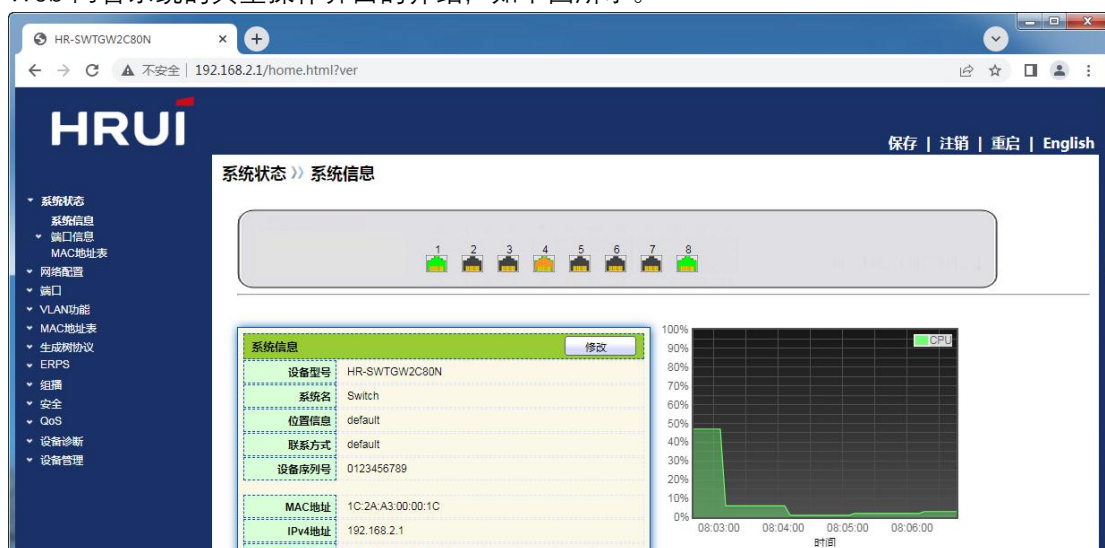 HR-SWTGW2C80N
不安全 | 192.168.2.1/home.html?ver
HRUI
保存 | 注销 | 重启 | English
系统状态 》 系统信息
系统状态
系统信息
端口信息
MAC地址表
网络配置
端口
VLAN功能
MAC地址表
生成树协议
ERPS
组播
安全
QoS
设备诊断
设备管理
1 2 3 4 5 6 7 8
系统信息 修改
设备型号 HR-SWTGW2C80N
系统名 Switch
位置信息 default
联系方式 default
设备序列号 0123456789
MAC地址 1C:2A:A3:00:00:1C
IPv4地址 192.168.2.1
100%
90%
80%
70%
60%
50%
40%
30%
20%
10%
0%
CPU
08:03:00 08:04:00 08:05:00 08:06:00
时间